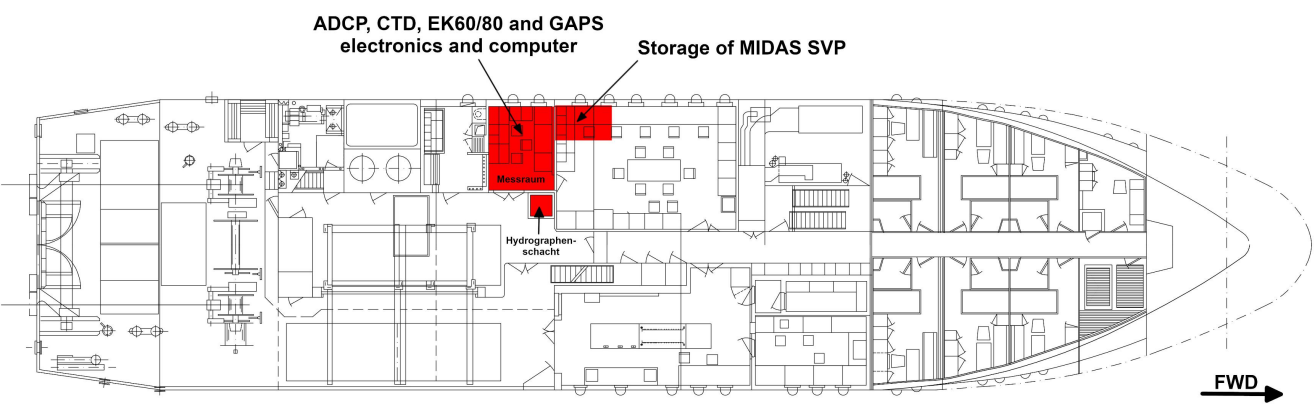 ADCP, CTD, EK60/80 and GAPS
electronics and computer
Storage of MIDAS SVP
Messraum
Hydrographen-
schacht
FWD